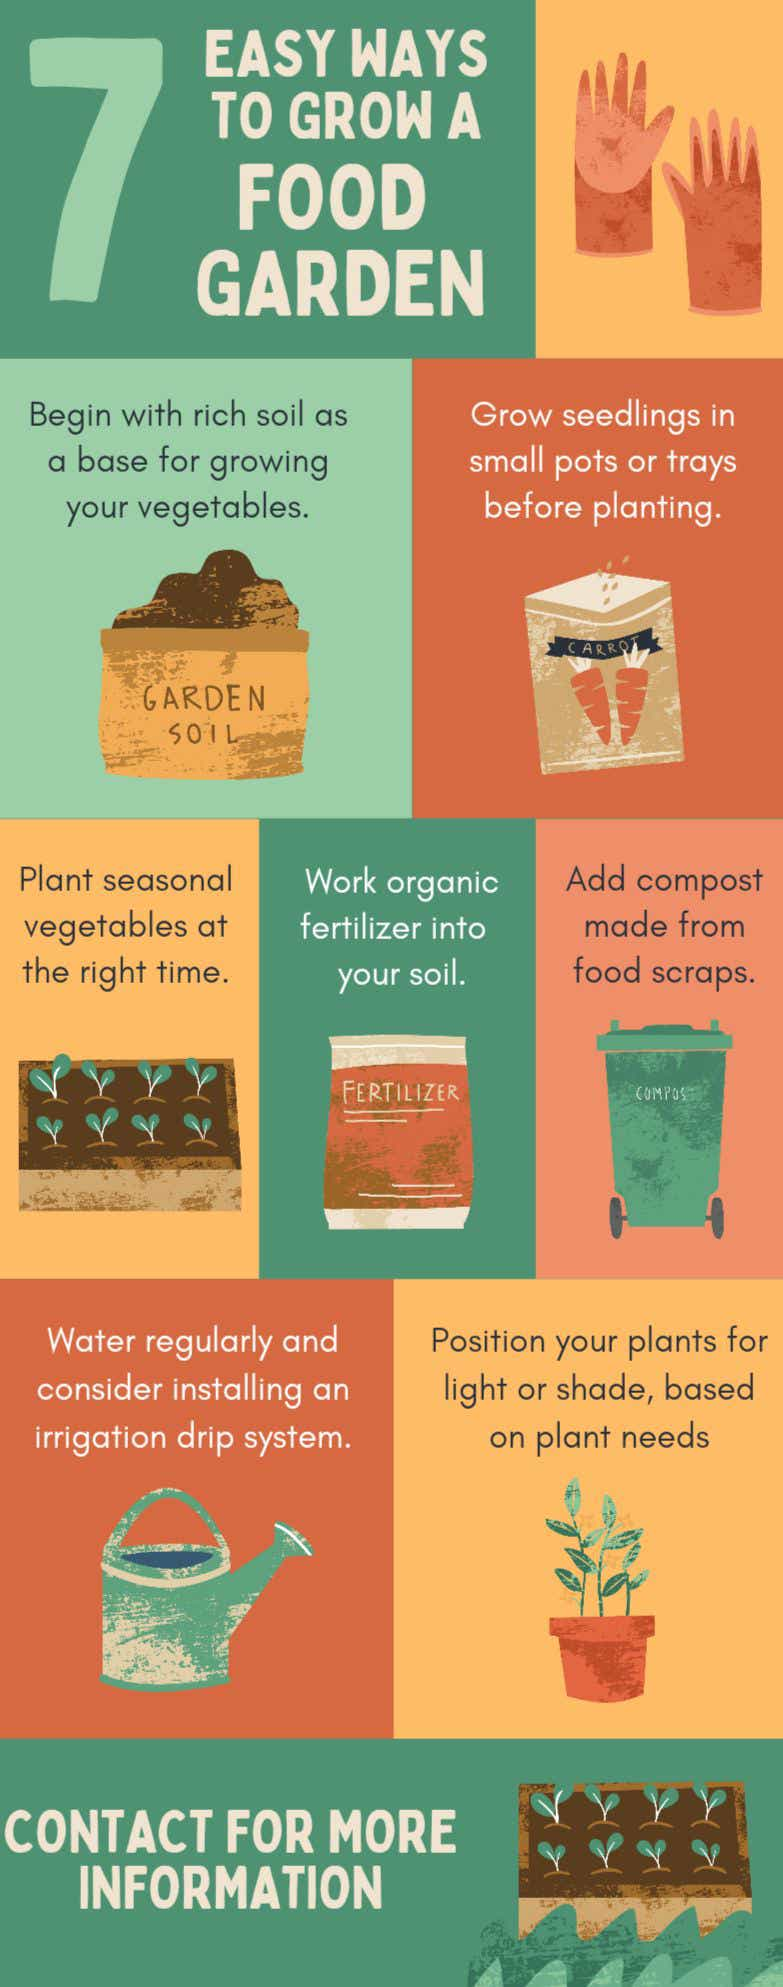 7
EASY WAYS
TO GROW A
FOOD
GARDEN
Begin with rich soil as
a base for growing
your vegetables.
GARDEN
SOIL
Grow seedlings in
small pots or trays
before planting.
CARROT
Plant seasonal
vegetables at
the right time.
Work organic
fertilizer into
your soil.
FERTILIZER
Add compost
made from
food scraps.
COMPOS
Water regularly and
consider installing an
irrigation drip system.
Position your plants for
light or shade, based
on plant needs
CONTACT FOR MORE
INFORMATION